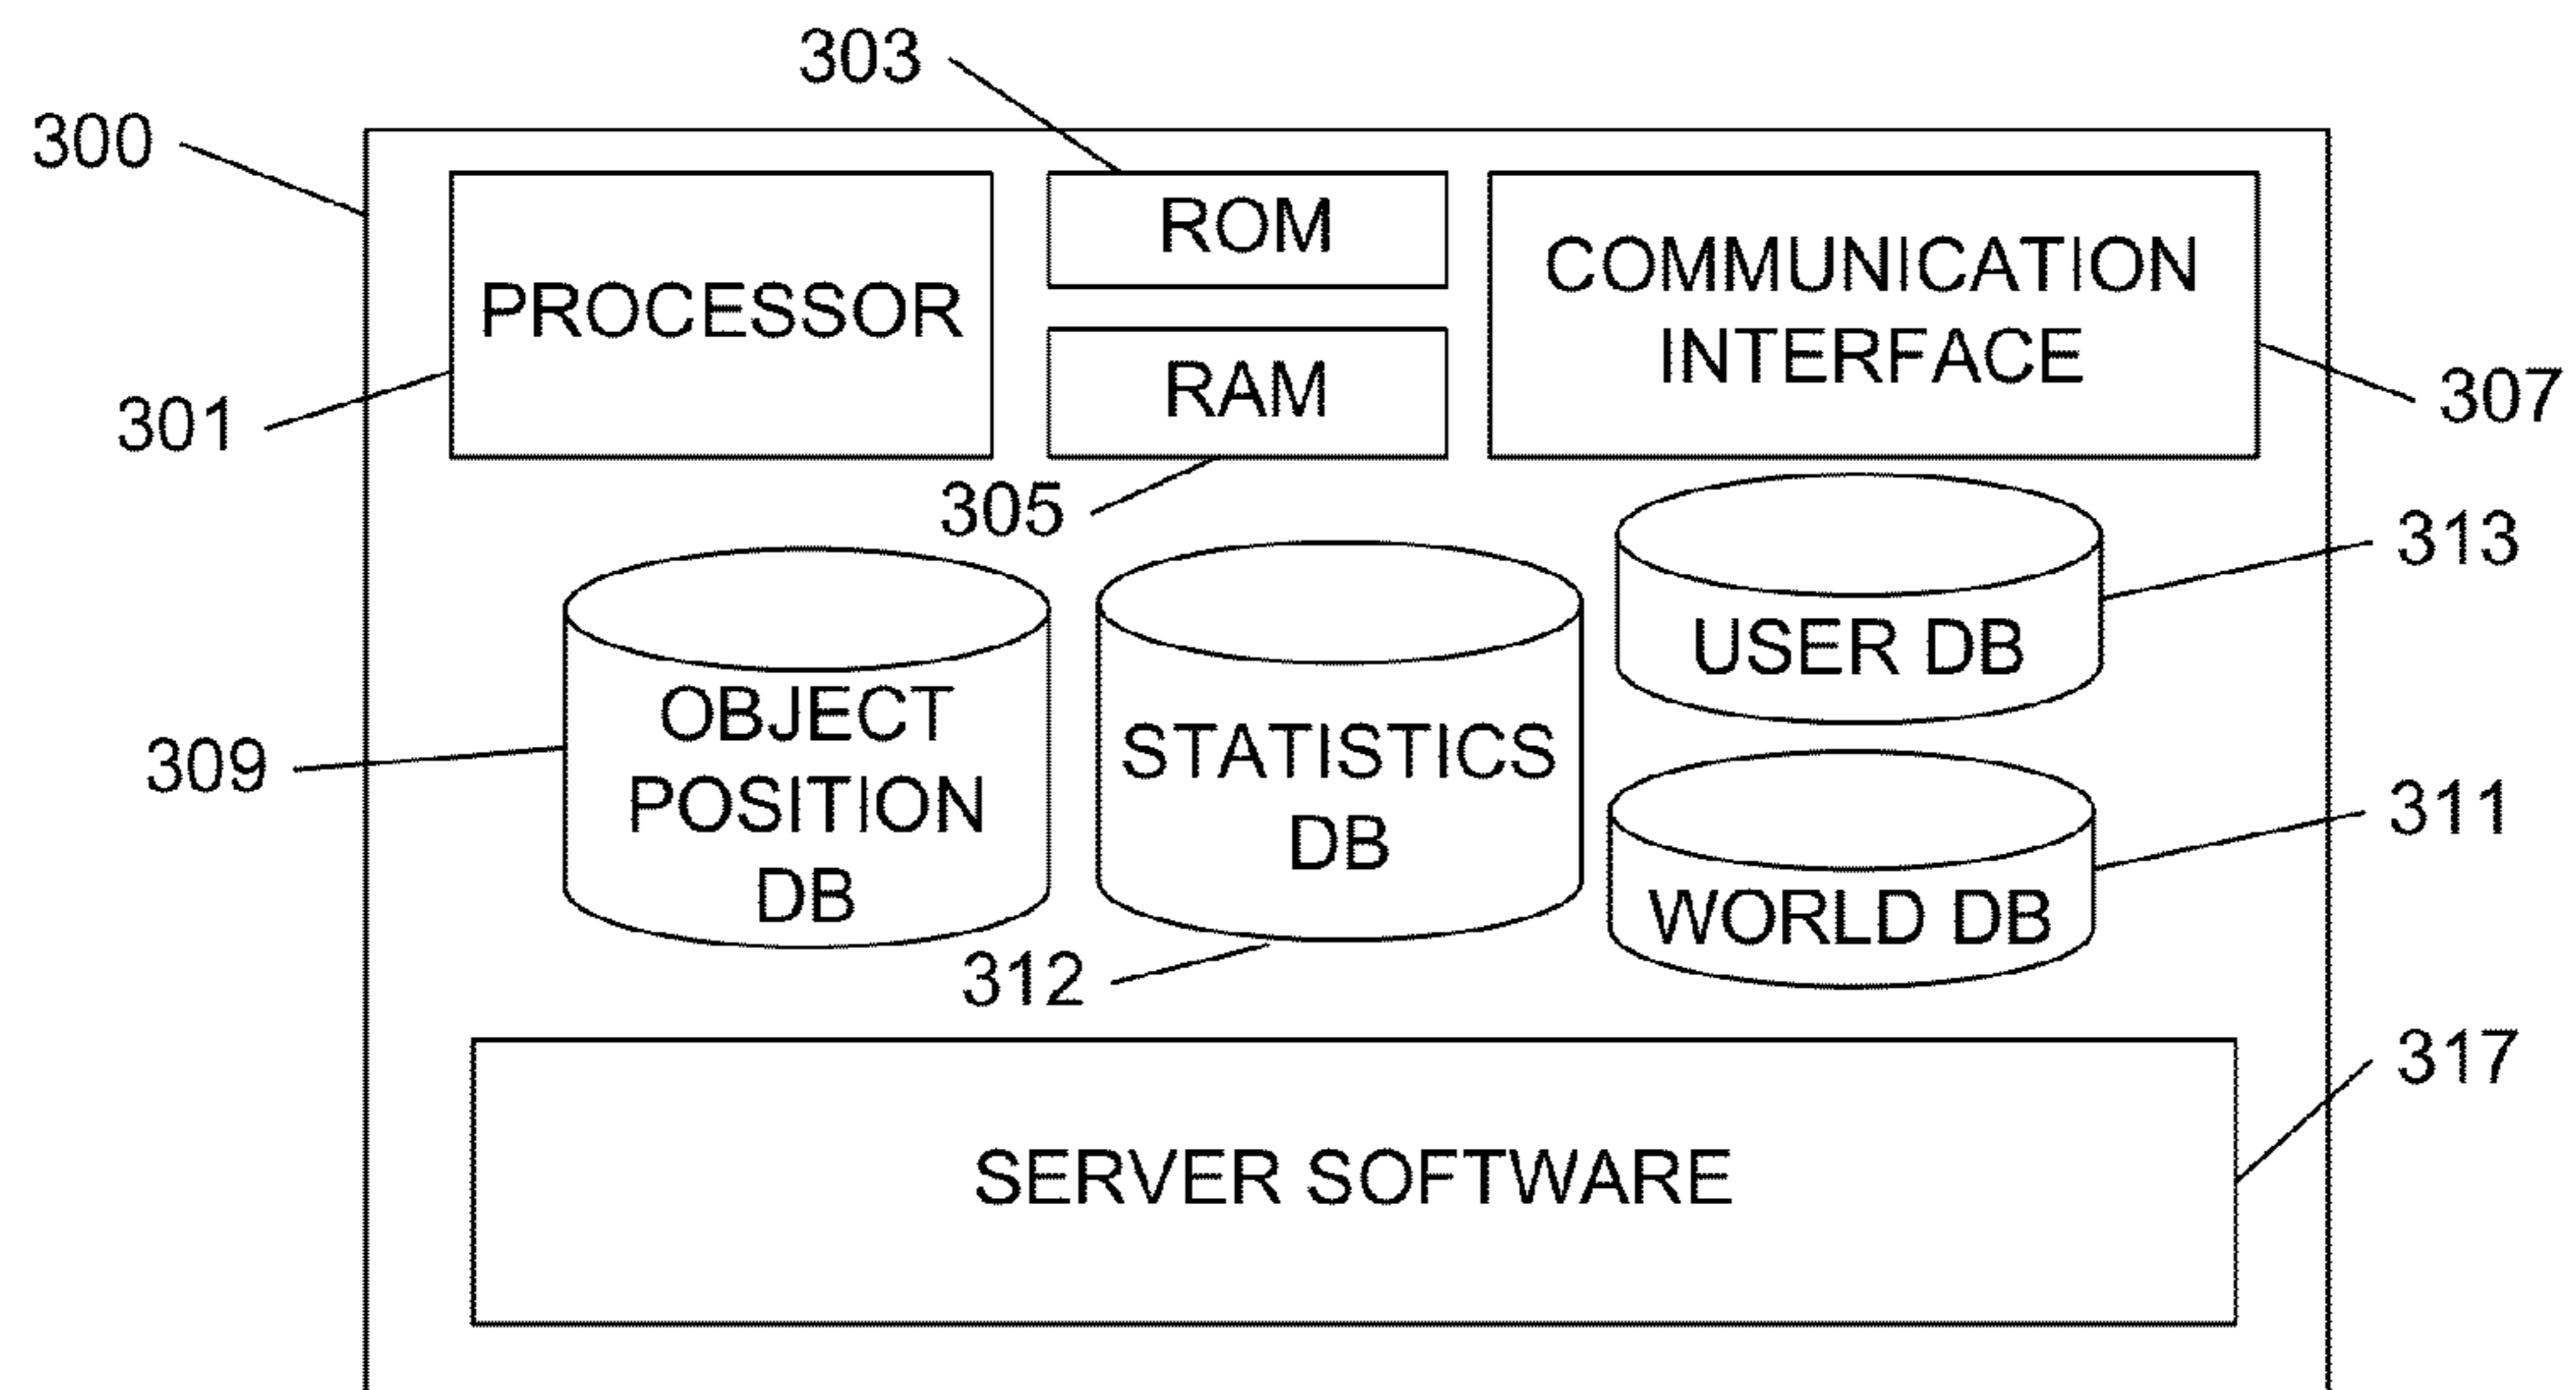 303
300
ROM
COMMUNICATION
INTERFACE
PROCESSOR
RAM
301
307
305
313
USER DB
OBJECT
POSITION
DB
STATISTICS
DB
309
311
WORLD DB
312
317
SERVER SOFTWARE